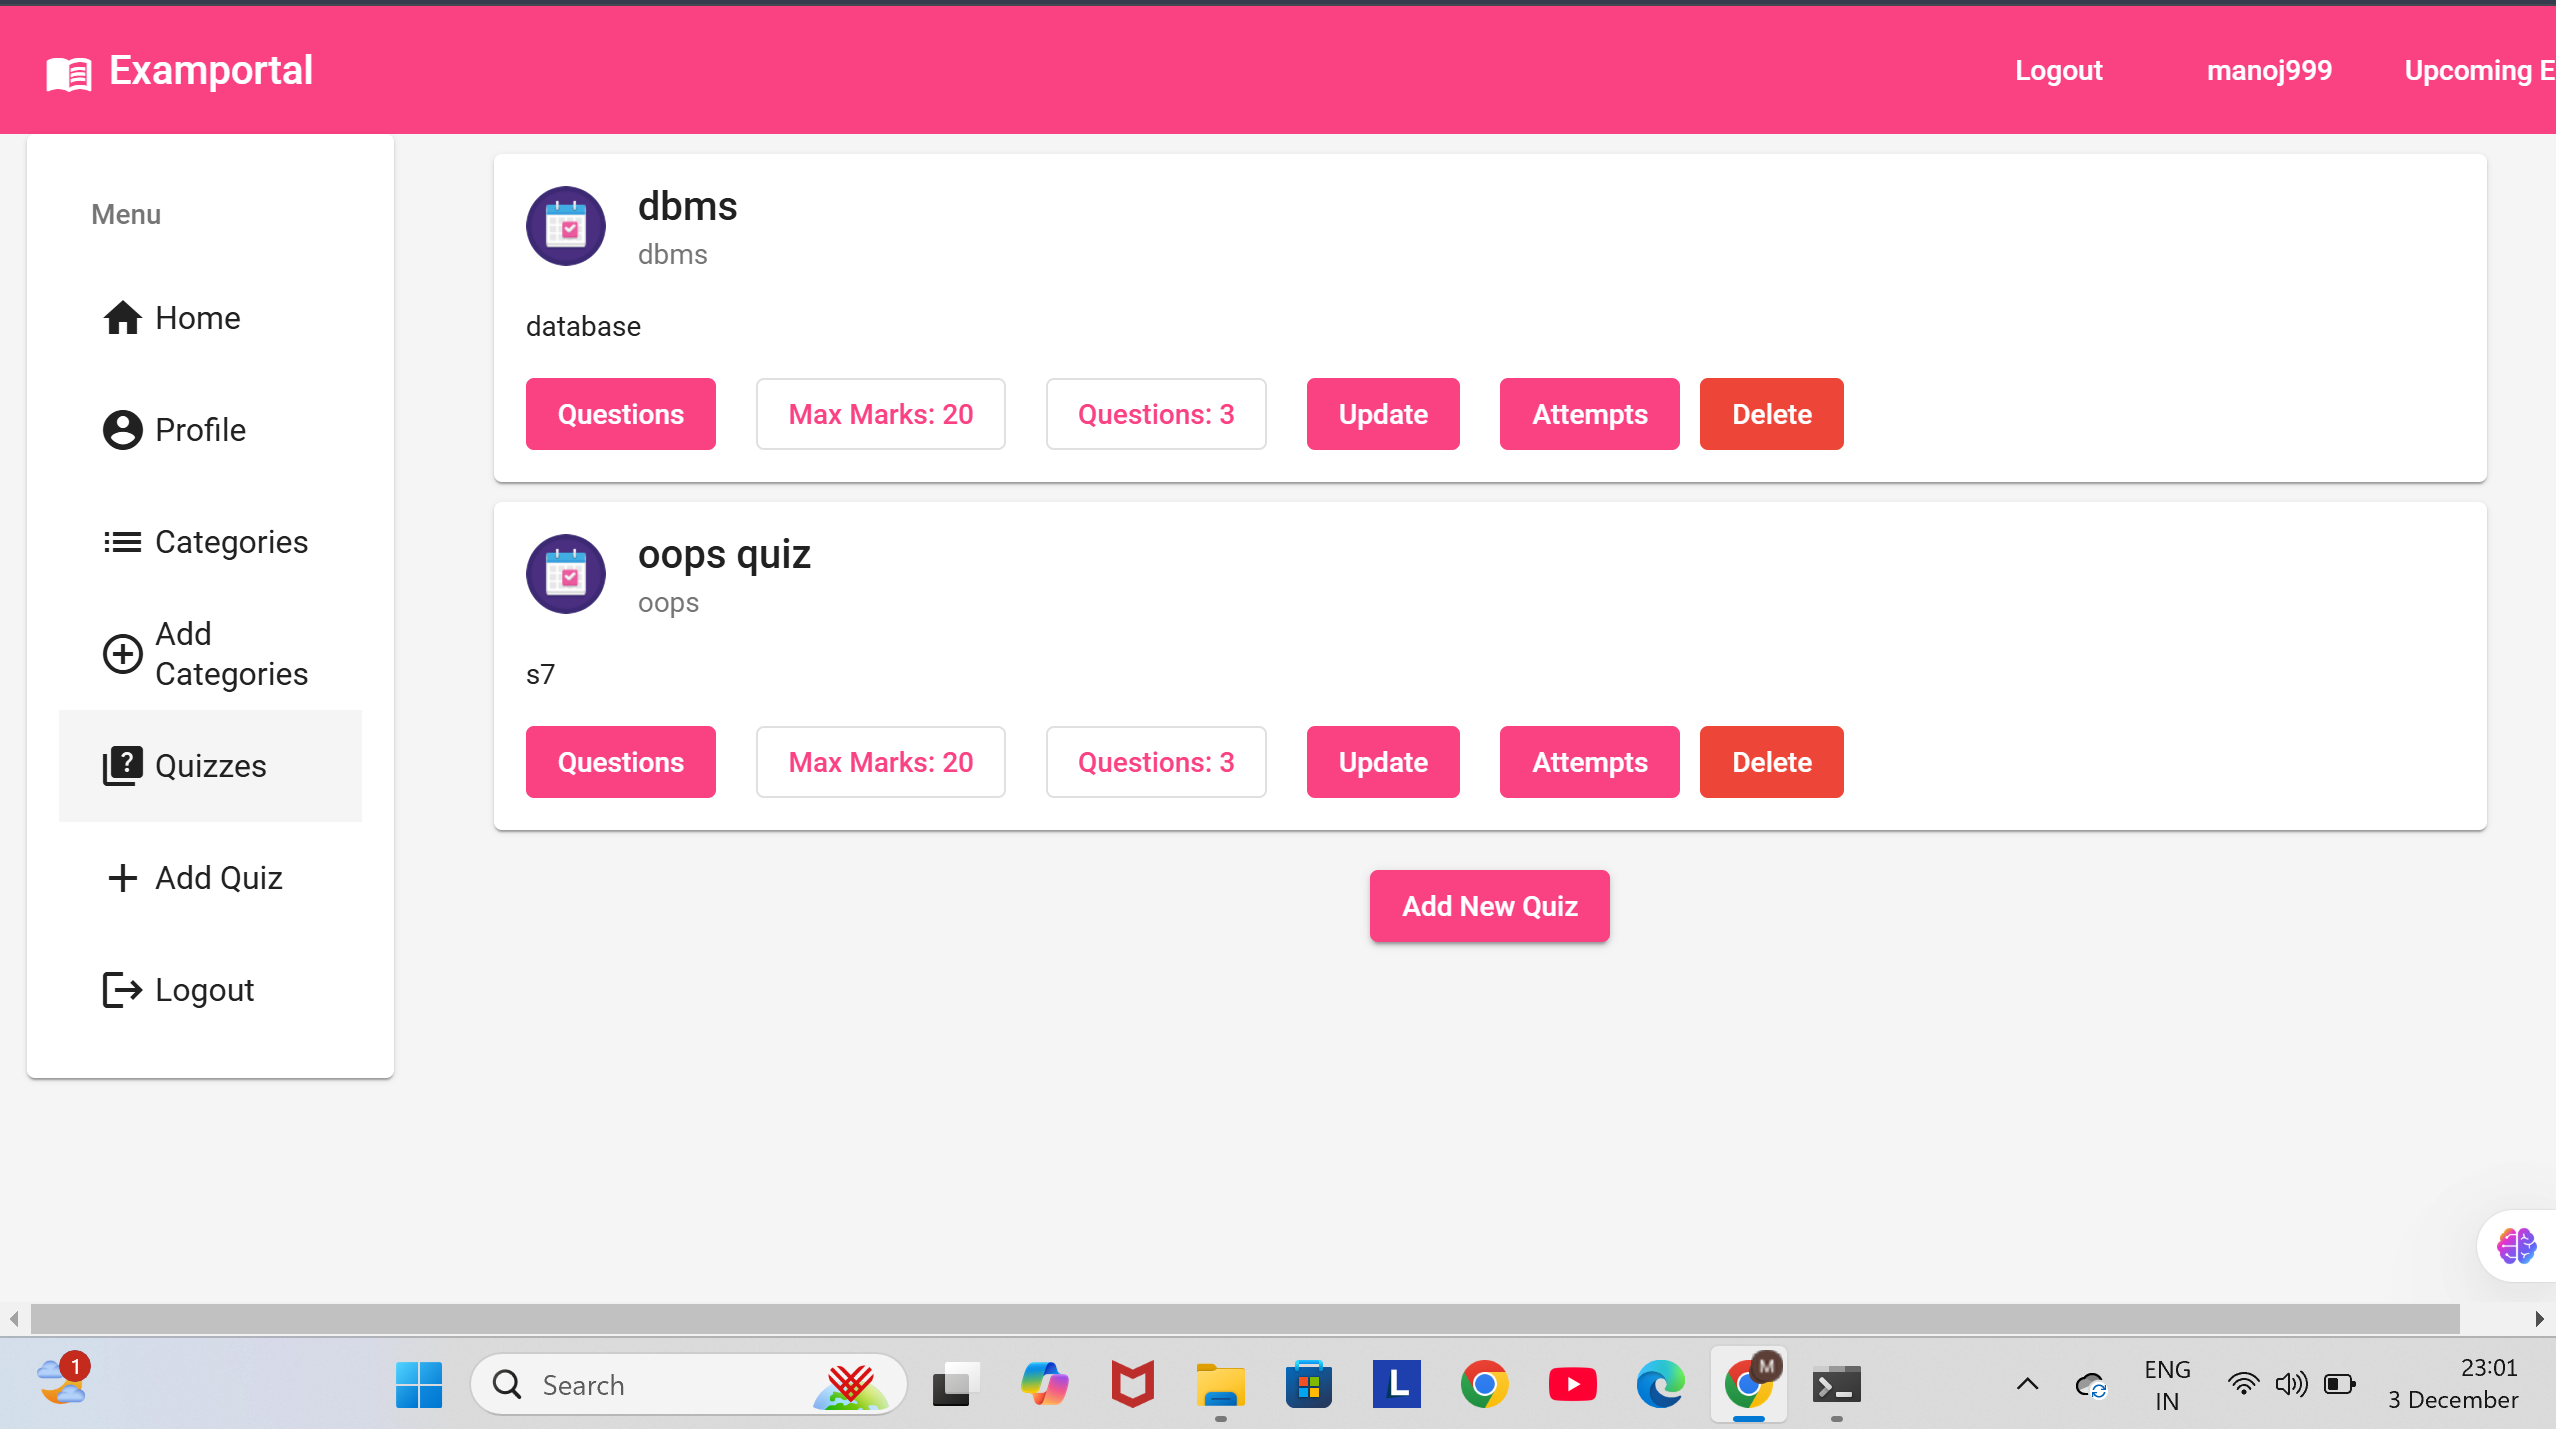 Examportal
Logout
manoj999
Upcoming E
Menu
Home
Profile
Categories
Add
Categories
Quizzes
Add Quiz
Logout
dbms
dbms
database
Questions
Max Marks: 20
Questions: 3
Update
Attempts
Delete
oops quiz
oops
s7
Questions
Max Marks: 20
Questions: 3
Update
Attempts
Delete
Add New Quiz
1
Search
L
M
ENG
IN
23:01
3 December